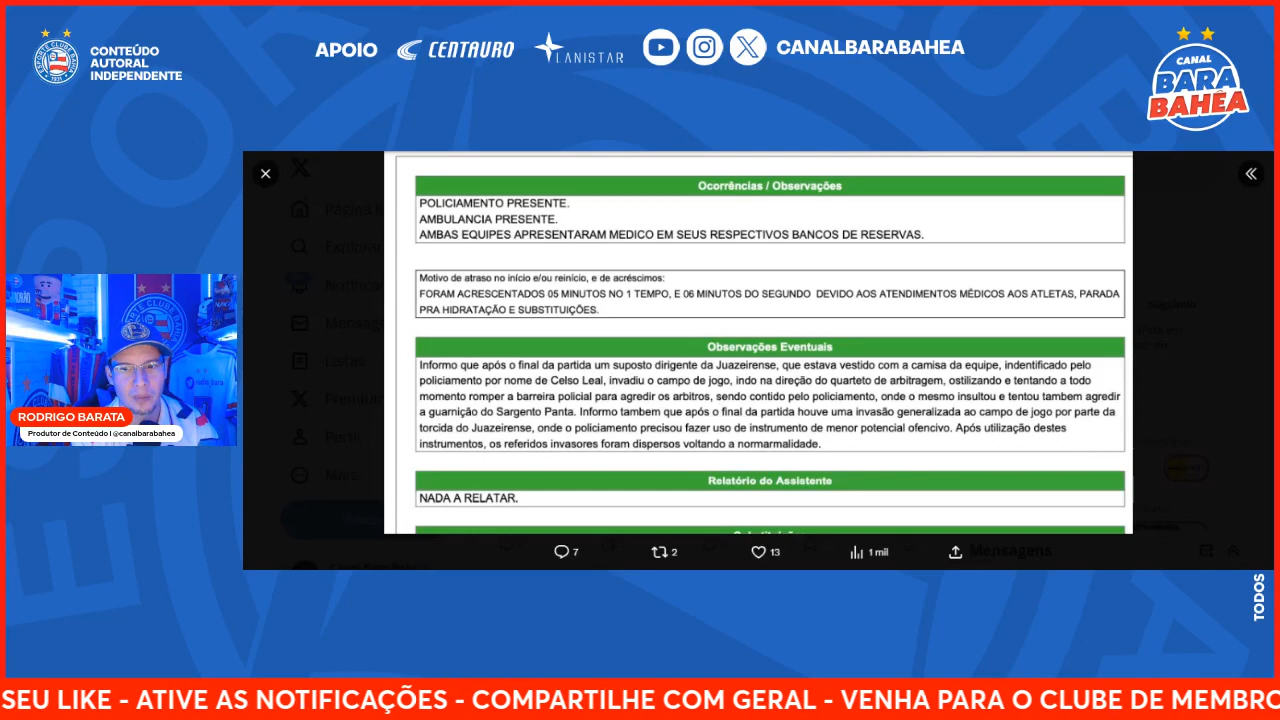 CONTEÚDO
AUTORAL
INDEPENDENTE
APOIO
CENTAURO
LANISTAR
CANALBARABAHEA
CANAL
BARA
BAHÊA
Ocorrências / Observações
POLICIAMENTO PRESENTE.
AMBULANCIA PRESENTE.
AMBAS EQUIPES APRESENTARAM MEDICO EM SEUS RESPECTIVOS BANCOS DE RESERVAS.
Motivo de atraso no início e/ou reinício, e de acréscimos:
FORAM ACRESCENTADOS 05 MINUTOS NO 1 TEMPO, E 06 MINUTOS DO SEGUNDO DEVIDO AOS ATENDIMENTOS MÉDICOS AOS ATLETAS, PARADA
PRA HIDRATAÇÃO E SUBSTITUIÇÕES.
Observações Eventuais
Informo que após o final da partida um suposto dirigente da Juazeirense, que estava vestido com a camisa da equipe, indentificado pelo
policiamento por nome de Celso Leal, invadiu o campo de jogo, indo na direção do quarteto de arbitragem, ostilizando e tentando a todo
momento romper a barreira policial para agredir os arbitros, sendo contido pelo policiamento, onde o mesmo insultou e tentou tambem agredir
a guarnição do Sargento Panta. Informo tambem que após o final da partida houve uma invasão generalizada ao campo de jogo por parte da
torcida do Juazeirense, onde o policiamento precisou fazer uso de instrumento de menor potencial ofencivo. Após utilização destes
instrumentos, os referidos invasores foram dispersos voltando a normarmalidade.
Relatório do Assistente
NADA A RELATAR.
7 2 13 1 mil
Mensagens
Listas
Perfil
Mais
RODRIGO BARATA
Produtor de Conteúdo I @canalbarabahea
TODOS
SEU LIKE - ATIVE AS NOTIFICAÇÕES - COMPARTILHE COM GERAL - VENHA PARA O CLUBE DE MEMBRO